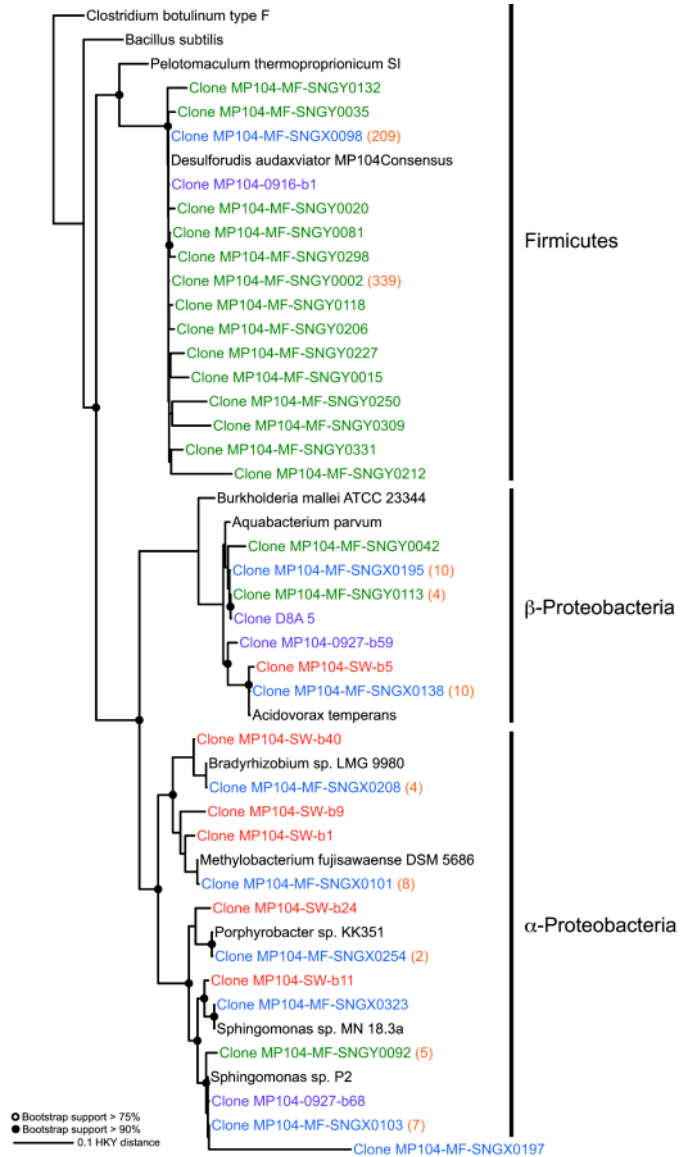 Clostridium botulinum type F
Bacillus subtilis
Pelotomaculum thermoproprionicum SI
Clone MP104-MF-SNGY0132
Clone MP104-MF-SNGY0035
Clone MP104-MF-SNGX0098 (209)
Desulforudis audaxviator MP104Consensus
Clone MP104-0916-b1
Clone MP104-MF-SNGY0020
Clone MP104-MF-SNGY0081
Clone MP104-MF-SNGY0298
Clone MP104-MF-SNGY0002 (339)
Clone MP104-MF-SNGY0118
Clone MP104-MF-SNGY0206
Clone MP104-MF-SNGY0227
Clone MP104-MF-SNGY0015
Clone MP104-MF-SNGY0250
Clone MP104-MF-SNGY0309
Clone MP104-MF-SNGY0331
Clone MP104-MF-SNGY0212
Firmicutes
Burkholderia mallei ATCC 23344
Aquabacterium parvum
Clone MP104-MF-SNGY0042
Clone MP104-MF-SNGX0195 (10)
Clone MP104-MF-SNGY0113 (4)
Clone D8A 5
Clone MP104-0927-b59
Clone MP104-SW-b5
Clone MP104-MF-SNGX0138 (10)
Acidovorax temperans
β-Proteobacteria
Clone MP104-SW-b40
Bradyrhizobium sp. LMG 9980
Clone MP104-MF-SNGX0208 (4)
Clone MP104-SW-b9
Clone MP104-SW-b1
Methylobacterium fujisawaense DSM 5686
Clone MP104-MF-SNGX0101 (8)
Clone MP104-SW-b24
Porphyrobacter sp. KK351
Clone MP104-MF-SNGX0254 (2)
Clone MP104-SW-b11
Clone MP104-MF-SNGX0323
Sphingomonas sp. MN 18.3a
Clone MP104-MF-SNGY0092 (5)
Sphingomonas sp. P2
Clone MP104-0927-b68
Clone MP104-MF-SNGX0103 (7)
Clone MP104-MF-SNGX0197
α-Proteobacteria
Bootstrap support > 75%
Bootstrap support > 90%
0.1 HKY distance